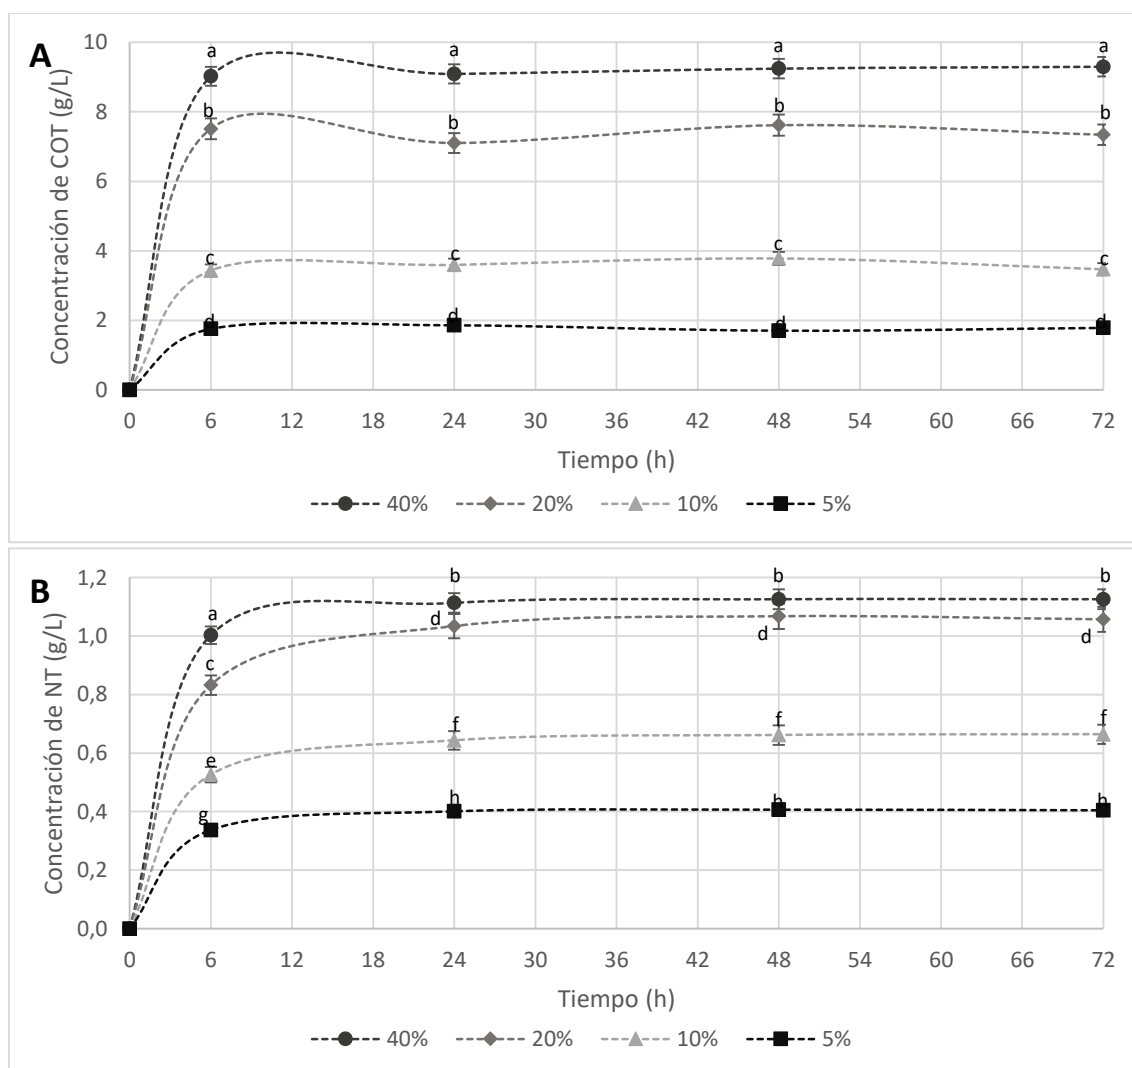 A
Concentración de COT (g/L)
10
8
6
4
2
0
a a a a
b b b b
c c c c
d d d d
0 6 12 18 24 30 36 42 48 54 60 66 72
Tiempo (h)
40% 20% 10% 5%
B
Concentración de NT (g/L)
1,2
1,0
0,8
0,6
0,4
0,2
0,0
a b b b
c d d d
e f f f
g h h h
0 6 12 18 24 30 36 42 48 54 60 66 72
Tiempo (h)
40% 20% 10% 5%